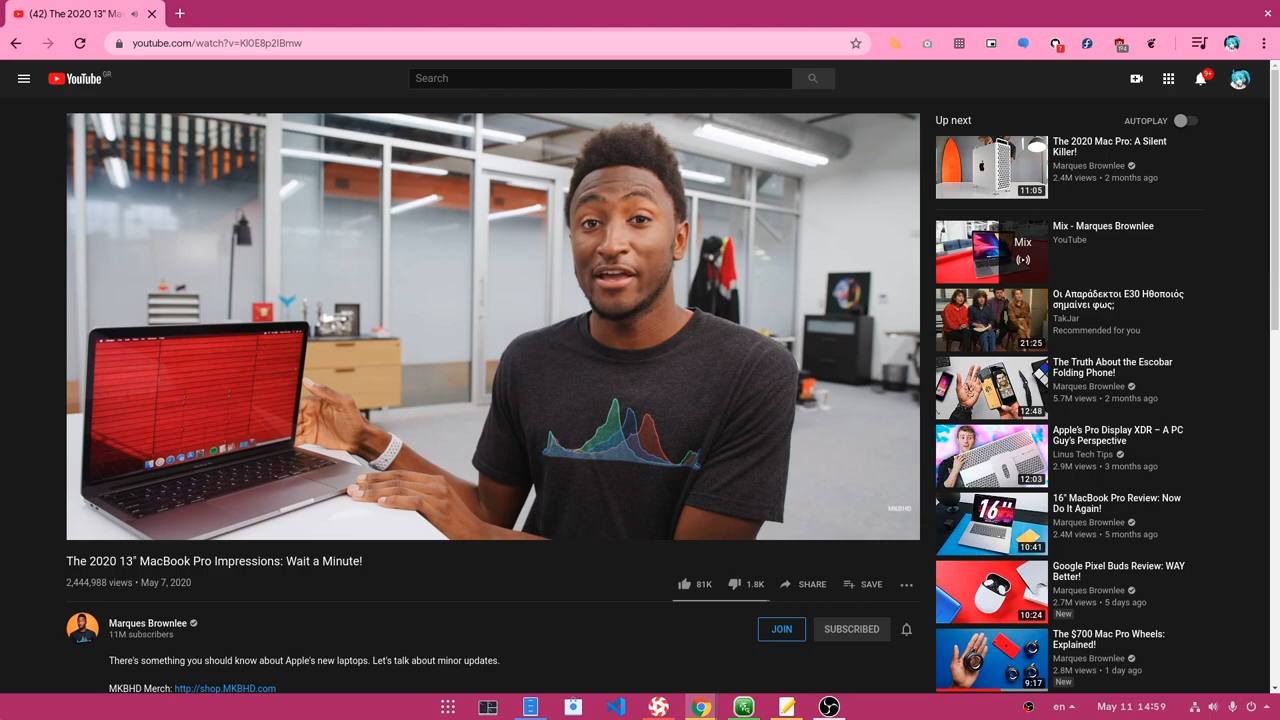 (42) The 2020 13" Ma
youtube.com/watch?v=KI0E8p2IBmw
7
194
YouTube GR
Search
9+
Up next
AUTOPLAY
MKBHD
The 2020 13" MacBook Pro Impressions: Wait a Minute!
2,444,988 views • May 7, 2020
81K
1.8K
SHARE
SAVE
Marques Brownlee
11M subscribers
JOIN
SUBSCRIBED
There's something you should know about Apple's new laptops. Let's talk about minor updates.
MKBHD Merch: http://shop.MKBHD.com
11:05
The 2020 Mac Pro: A Silent
Killer!
Marques Brownlee
2.4M views • 2 months ago
Mix
Mix - Marques Brownlee
YouTube
21:25
Οι Απαράδεκτοι Ε30 Ηθοποιός
σημαίνει φως;
TakJar
Recommended for you
12:48
The Truth About the Escobar
Folding Phone!
Marques Brownlee
5.7M views • 2 months ago
12:03
Apple's Pro Display XDR – A PC
Guy's Perspective
Linus Tech Tips
2.9M views • 3 months ago
16"
10:41
16" MacBook Pro Review: Now
Do It Again!
Marques Brownlee
2.4M views • 5 months ago
10:24
Google Pixel Buds Review: WAY
Better!
Marques Brownlee
2.7M views • 5 days ago
New
9:17
The $700 Mac Pro Wheels:
Explained!
Marques Brownlee
2.8M views • 1 day ago
New
en
May 11 14:59